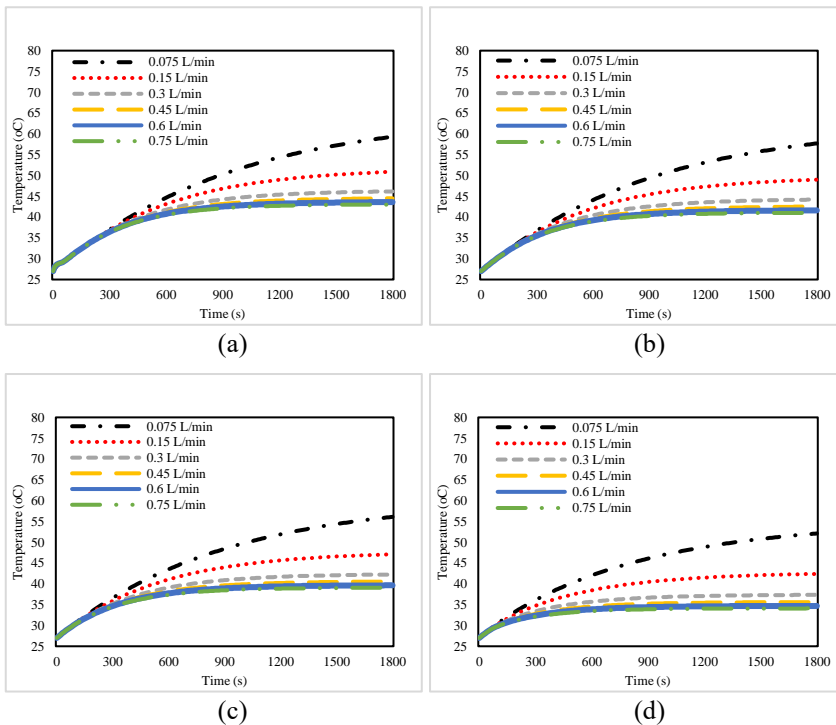 80
75
70
65
60
55
50
45
40
35
30
25
Temperature (oC)
0.075 L/min
0.15 L/min
0.3 L/min
0.45 L/min
0.6 L/min
0.75 L/min
0 300 600 900 1200 1500 1800
Time (s)
(a)
80
75
70
65
60
55
50
45
40
35
30
25
Temperature (oC)
0.075 L/min
0.15 L/min
0.3 L/min
0.45 L/min
0.6 L/min
0.75 L/min
0 300 600 900 1200 1500 1800
Time (s)
(b)
80
75
70
65
60
55
50
45
40
35
30
25
Temperature (oC)
0.075 L/min
0.15 L/min
0.3 L/min
0.45 L/min
0.6 L/min
0.75 L/min
0 300 600 900 1200 1500 1800
Time (s)
(c)
80
75
70
65
60
55
50
45
40
35
30
25
Temperature (oC)
0.075 L/min
0.15 L/min
0.3 L/min
0.45 L/min
0.6 L/min
0.75 L/min
0 300 600 900 1200 1500 1800
Time (s)
(d)